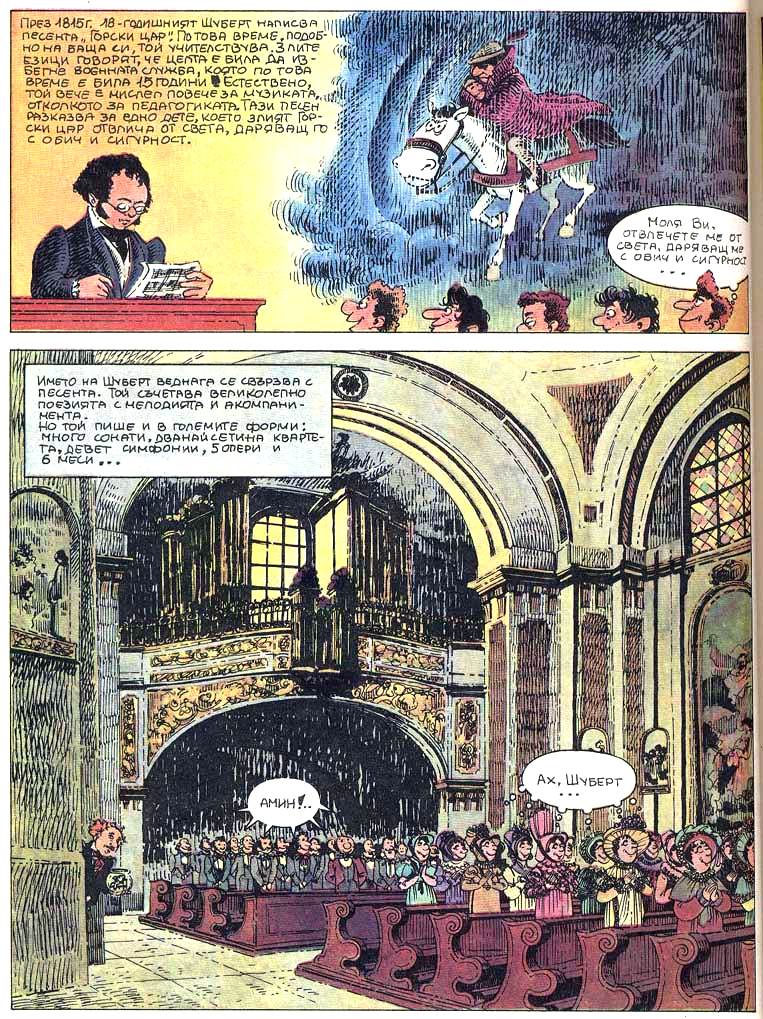 През 1815г. 18-годишният Шуберт написва
песента „Горски цар“. По това време, подоб-
но на баща си, той учителствува. Злите
езици говорят, че целта е била да из-
бегне военната служба, която по това
време е била 15 години. Естествено,
той вече е мислел повече за музиката,
отколкото за педагогиката. Тази песен
разказва за едно дете, което злият Гор-
ски цар отвлича от света, даряващ го
с обич и сигурност.
Моля Ви,
отвлечете ме от
света, даряващ ме
с обич и сигурност
...
Името на Шуберт веднага се свързва с
песента. Той съчетава великолепно
поезията с мелодията и акомпани-
мента.
Но той пише и в големите форми:
много сонати, дванайсетина кварте-
та, девет симфонии, 5 опери и
6 меси ...
Амин!..
Ах, Шуберт
...